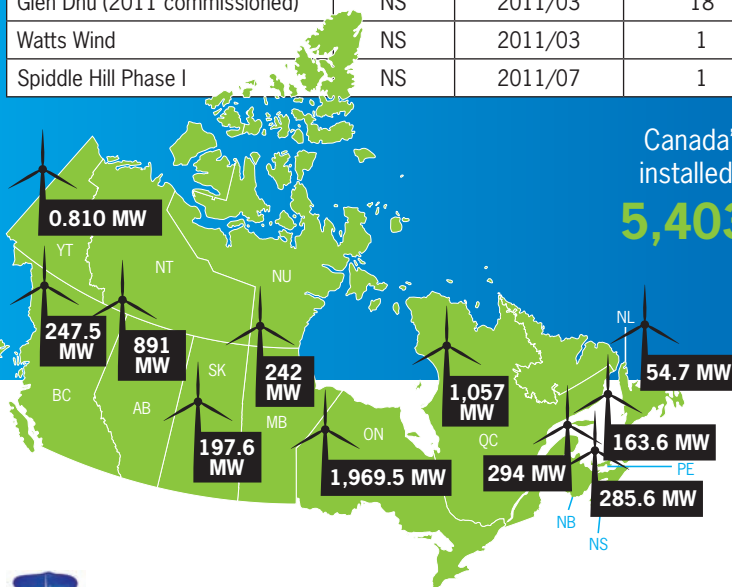 Glen Dhu (2011 commissioned) NS 2011/03 18
Watts Wind NS 2011/03 1
Spiddle Hill Phase I NS 2011/07 1
Canada'
installed
5,403
0.810 MW
YT
NT
NU
247.5
MW
891
MW
242
MW
1,057
MW
NL
54.7 MW
BC
AB
SK
MB
197.6
MW
ON
1,969.5 MW
QC
294 MW
163.6 MW
PE
285.6 MW
NB
NS